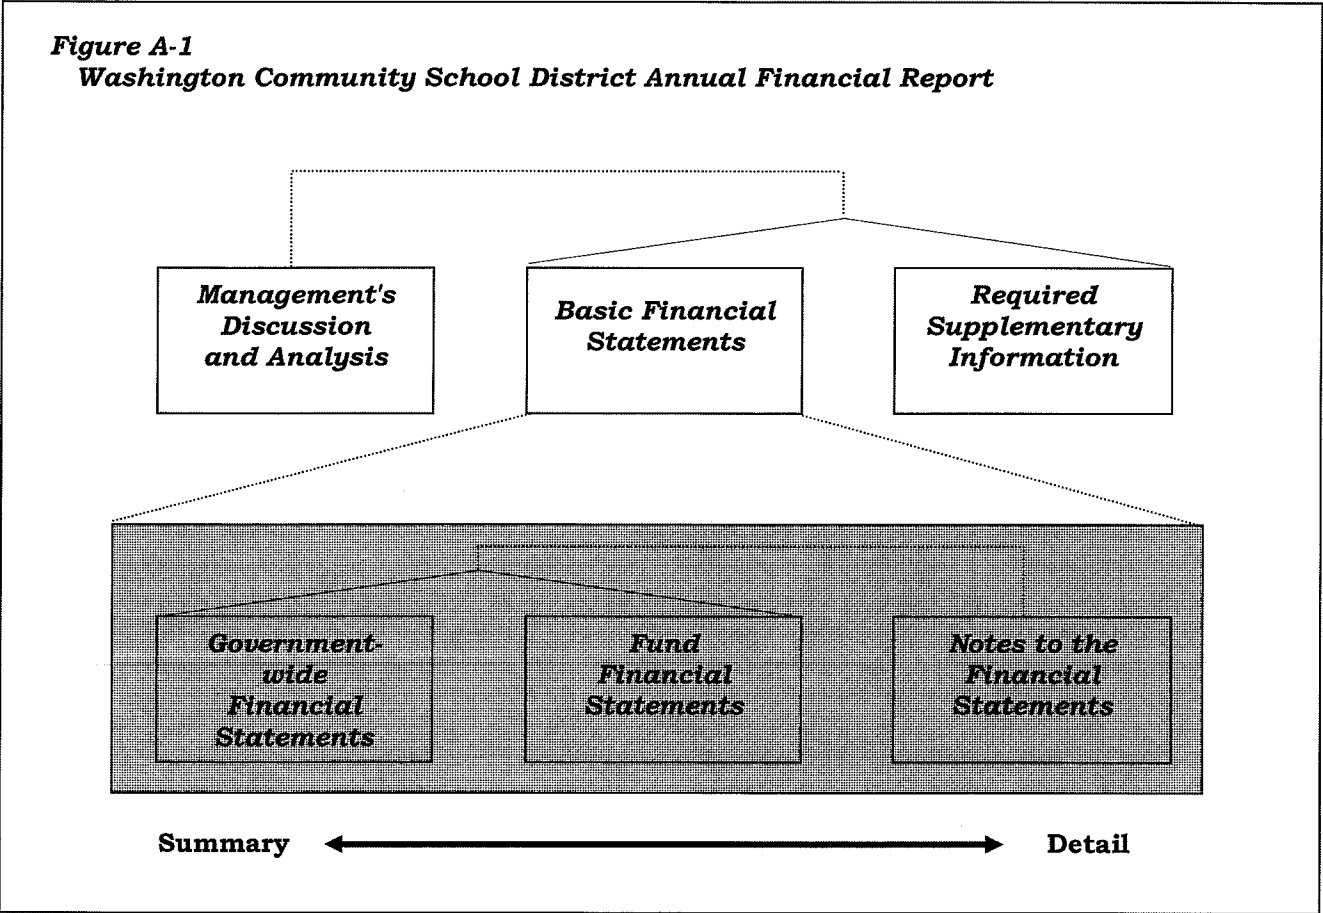 Figure A-1
Washington Community School District Annual Financial Report
Management's
Discussion
and Analysis
Basic Financial
Statements
Required
Supplementary
Information
Government-
wide
Financial
Statements
Fund
Financial
Statements
Notes to the
Financial
Statements
Summary
Detail